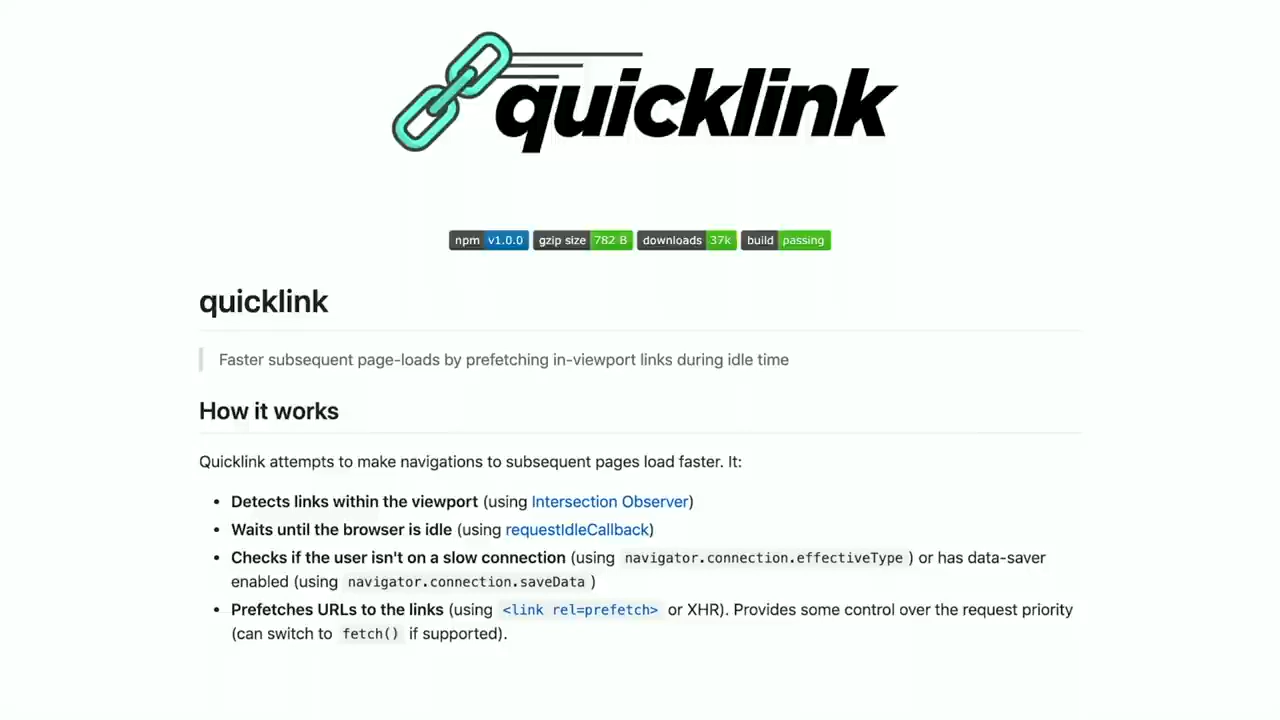 quicklink
npm v1.0.0 gzip size 782 B downloads 37k build passing
quicklink
Faster subsequent page-loads by prefetching in-viewport links during idle time
How it works
Quicklink attempts to make navigations to subsequent pages load faster. It:
• Detects links within the viewport (using Intersection Observer)
• Waits until the browser is idle (using requestIdleCallback)
• Checks if the user isn't on a slow connection (using navigator.connection.effectiveType ) or has data-saver
enabled (using navigator.connection.saveData )
• Prefetches URLs to the links (using <link rel=prefetch> or XHR). Provides some control over the request priority
(can switch to fetch() if supported).